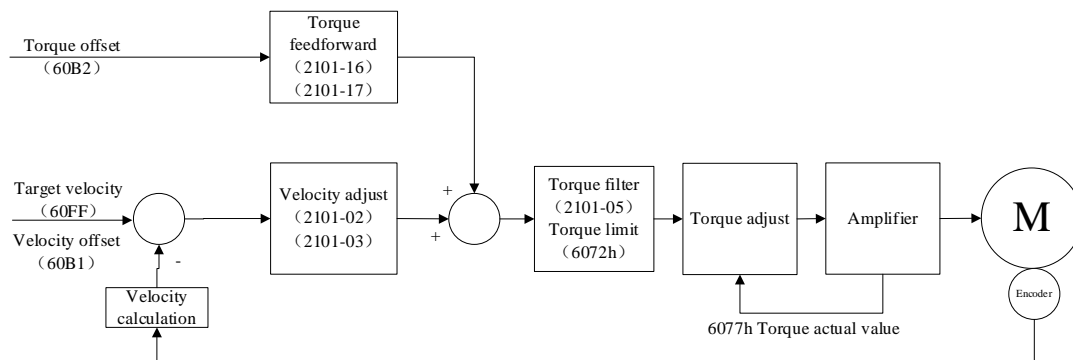 Torque offset
（60B2）
Torque
feedforward
（2101-16）
（2101-17）
Target velocity
（60FF）
Velocity offset
（60B1）
-
Velocity
calculation
Velocity adjust
（2101-02）
（2101-03）
+
+
Torque filter
（2101-05）
Torque limit
（6072h）
Torque adjust
Amplifier
6077h Torque actual value
M
Encoder